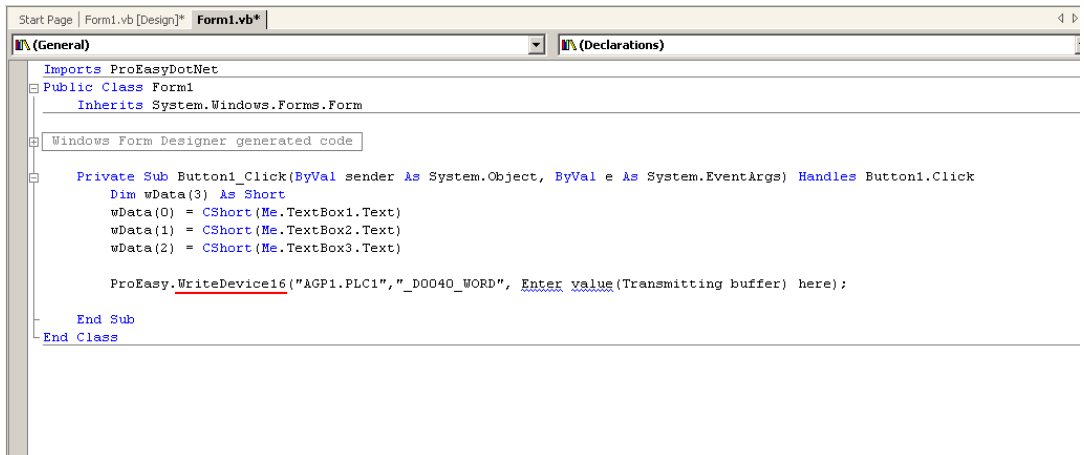 Start Page Form1.vb [Design]* Form1.vb*
(General) (Declarations)
Imports ProEasyDotNet
Public Class Form1
Inherits System.Windows.Forms.Form
Windows Form Designer generated code
Private Sub Button1_Click(ByVal sender As System.Object, ByVal e As System.EventArgs) Handles Button1.Click
Dim wData(3) As Short
wData(0) = CShort(Me.TextBox1.Text)
wData(1) = CShort(Me.TextBox2.Text)
wData(2) = CShort(Me.TextBox3.Text)
ProEasy.WriteDevice16("AGP1.PLC1","_D0040_WORD", Enter value(Transmitting buffer) here);
End Sub
End Class